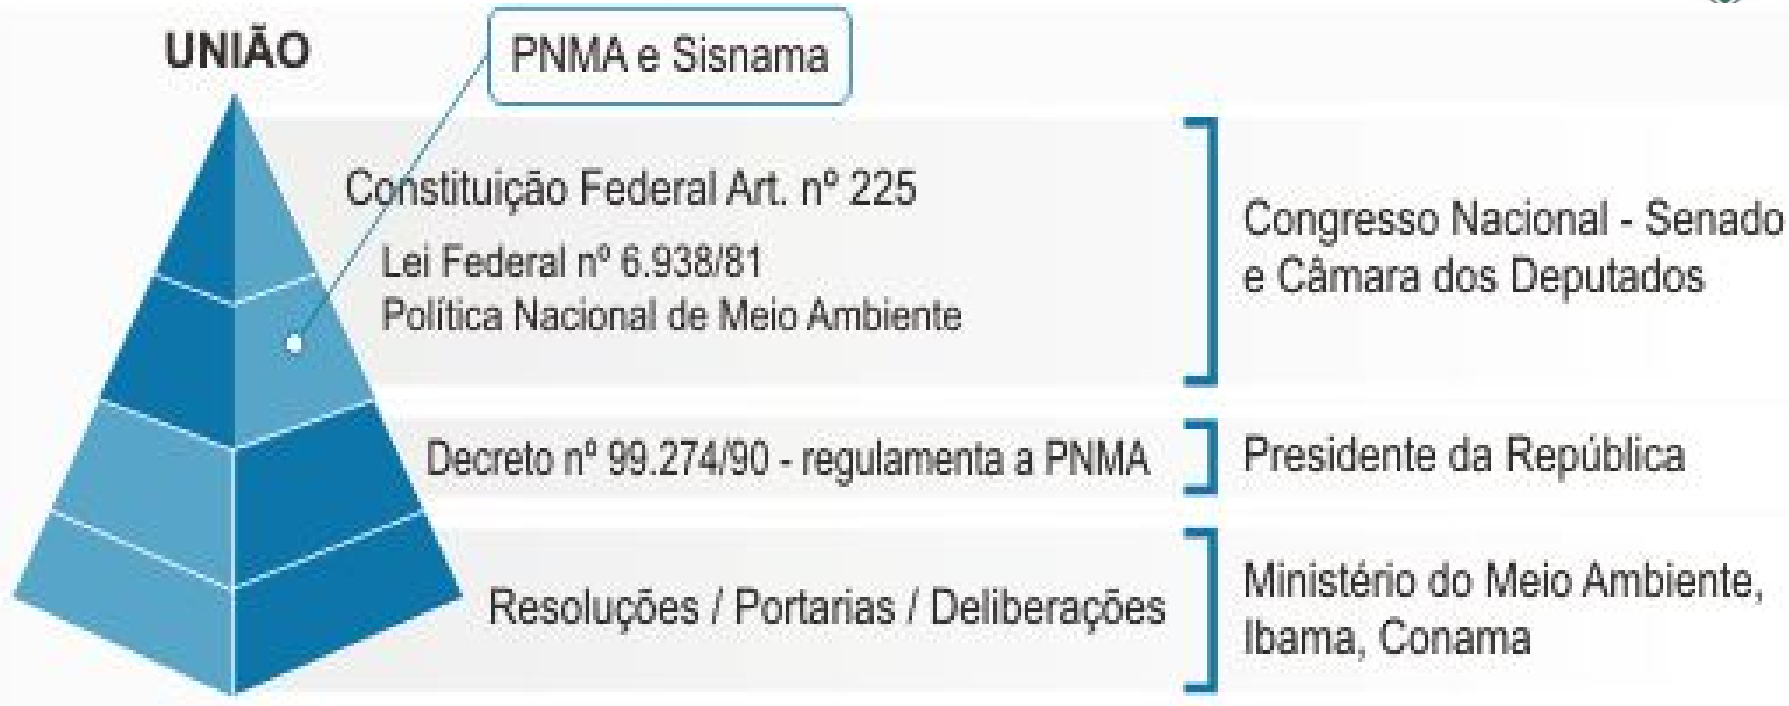 UNIÃO
PNMA e Sisnama
Constituição Federal Art. nº 225
Lei Federal nº 6.938/81
Política Nacional de Meio Ambiente
Congresso Nacional - Senado
e Câmara dos Deputados
Decreto nº 99.274/90 - regulamenta a PNMA
Presidente da República
Resoluções / Portarias / Deliberações
Ministério do Meio Ambiente,
Ibama, Conama